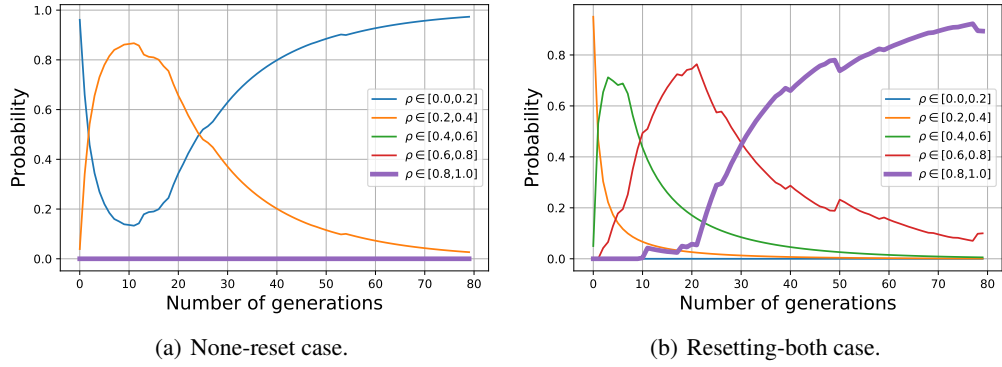 1.0
0.8
0.6
0.4
0.2
0.0
Probability
ρ∈[0.0,0.2]
ρ∈[0.2,0.4)
ρ∈[0.4,0.6)
ρ∈[0.6,0.8)
ρ∈[0.8,1.0]
0 10 20 30 40 50 60 70 80
Number of generations
(a) None-reset case.
0.8
0.6
0.4
0.2
0.0
Probability
ρ∈[0.0,0.2]
ρ∈[0.2,0.4)
ρ∈[0.4,0.6)
ρ∈[0.6,0.8)
ρ∈[0.8,1.0]
0 10 20 30 40 50 60 70 80
Number of generations
(b) Resetting-both case.